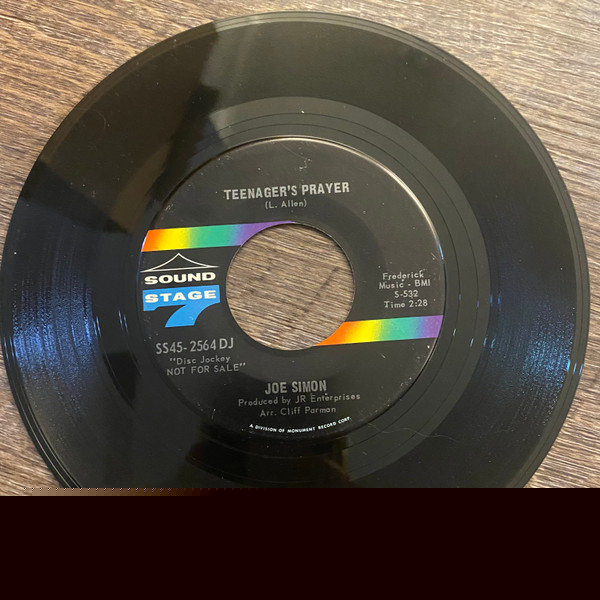 TEENAGER'S PRAYER
(L. Allen)
SOUND
STAGE
7
Frederick
Music - BMI
S-532
Time 2:28
SS45-2564 DJ
"Disc Jockey
NOT FOR SALE"
JOE SIMON
Produced by JR Enterprises
Arr. Cliff Parman
A DIVISION OF MONUMENT RECORD CORP.